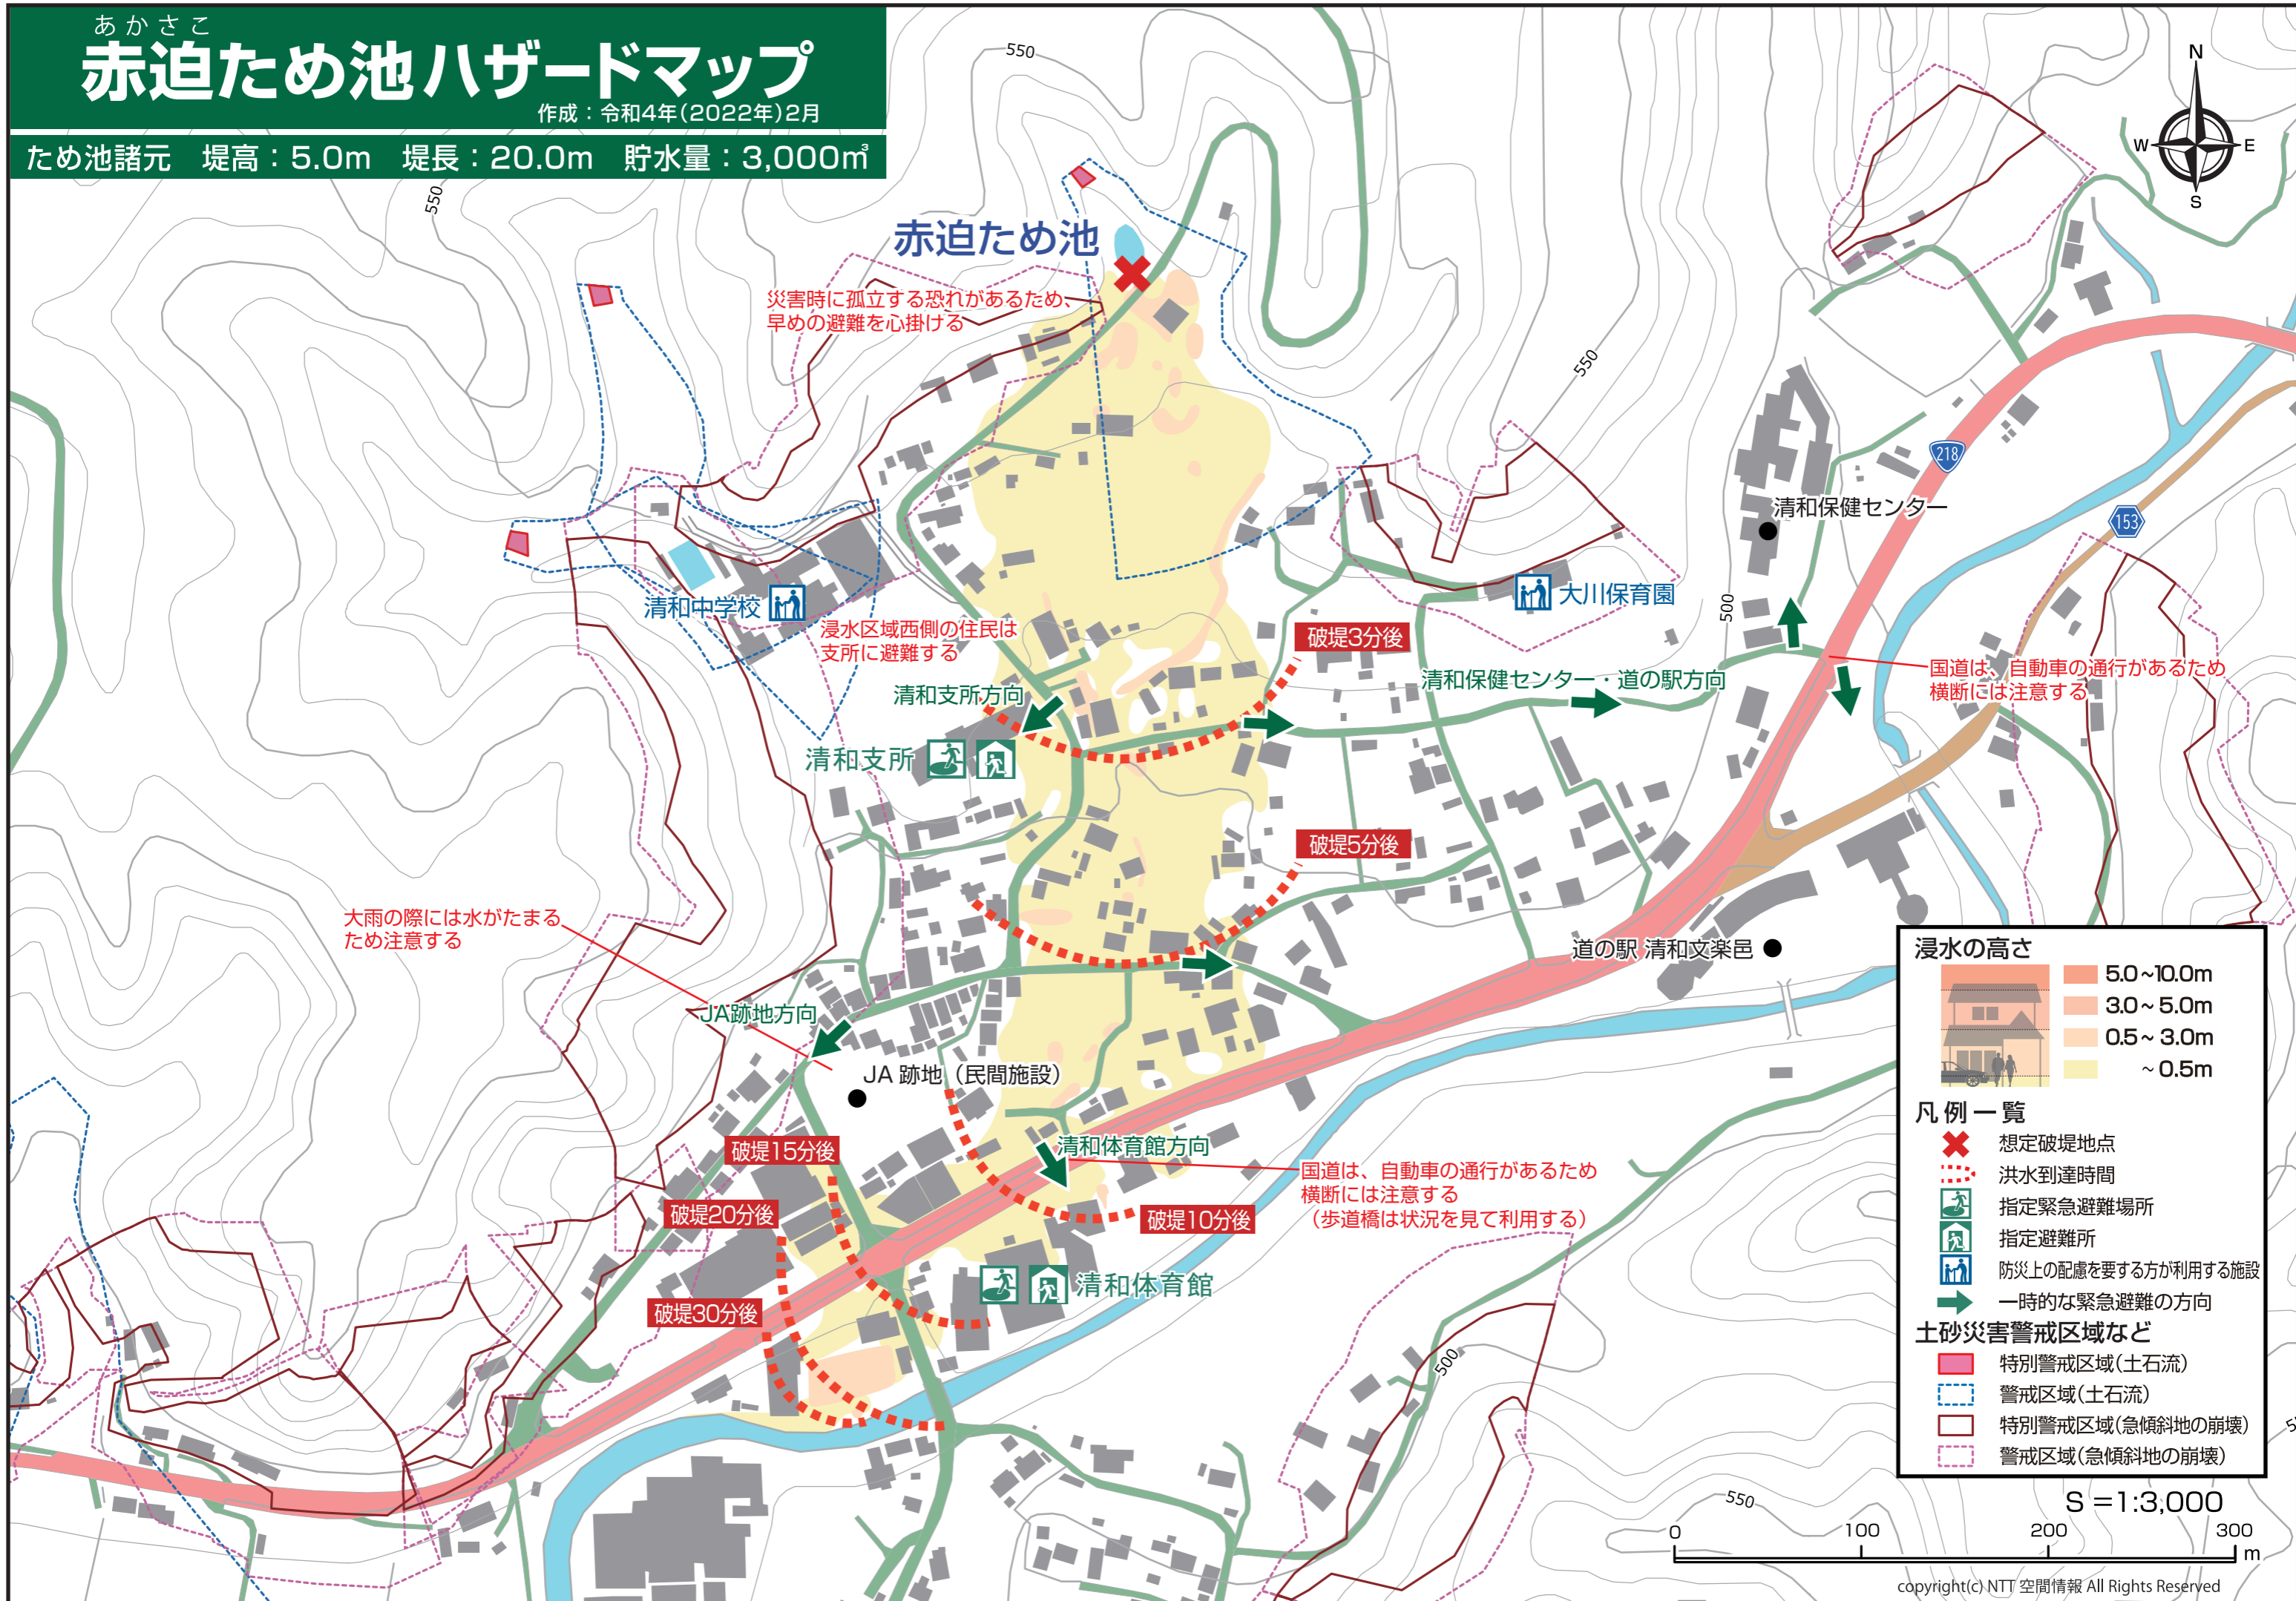 あかさこ
赤迫ため池ハザードマップ
作成：令和4年(2022年)2月
ため池諸元　堤高：5.0m　堤長：20.0m　貯水量：3,000㎥
N
W
E
S
550
550
550
500
500
550
赤迫ため池
災害時に孤立する恐れがあるため、
早めの避難を心掛ける
218
153
清和保健センター
清和中学校
大川保育園
浸水区域西側の住民は
支所に避難する
破堤3分後
清和支所方向
清和保健センター・道の駅方向
国道は、自動車の通行があるため
横断には注意する
清和支所
破堤5分後
大雨の際には水がたまる
ため注意する
道の駅 清和文楽邑
JA跡地方向
JA 跡地（民間施設）
破堤15分後
清和体育館方向
国道は、自動車の通行があるため
横断には注意する
（歩道橋は状況を見て利用する）
破堤20分後
破堤10分後
清和体育館
破堤30分後
浸水の高さ
5.0～10.0m
3.0～5.0m
0.5～3.0m
～0.5m
凡例一覧
想定破堤地点
洪水到達時間
指定緊急避難場所
指定避難所
防災上の配慮を要する方が利用する施設
一時的な緊急避難の方向
土砂災害警戒区域など
特別警戒区域(土石流)
警戒区域(土石流)
特別警戒区域(急傾斜地の崩壊)
警戒区域(急傾斜地の崩壊)
S＝1:3,000
0 100 200 300
m
copyright(c) NTT 空間情報 All Rights Reserved